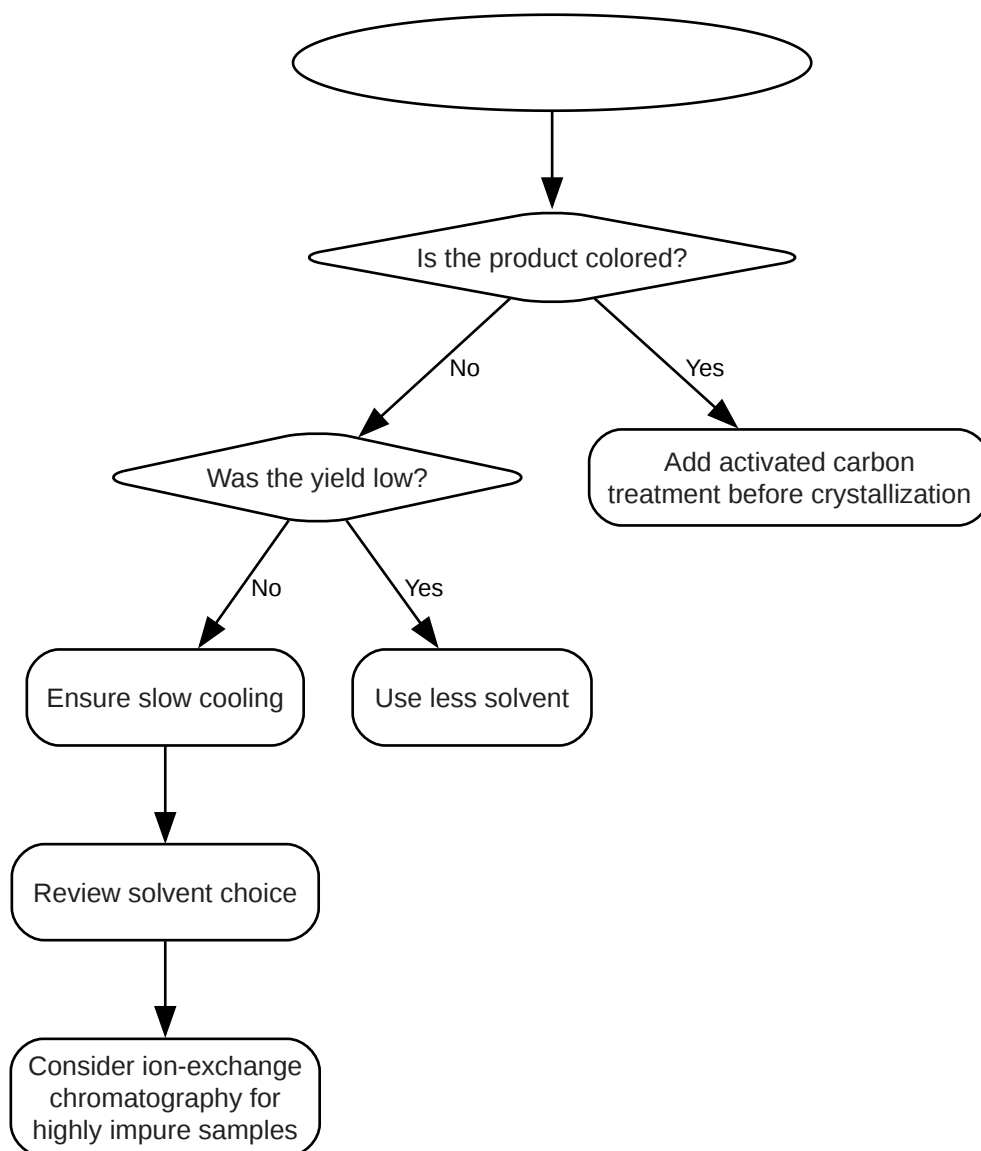 Is the product colored?
No
Yes
Was the yield low?
Add activated carbon
treatment before crystallization
No
Yes
Ensure slow cooling
Use less solvent
Review solvent choice
Consider ion-exchange
chromatography for
highly impure samples